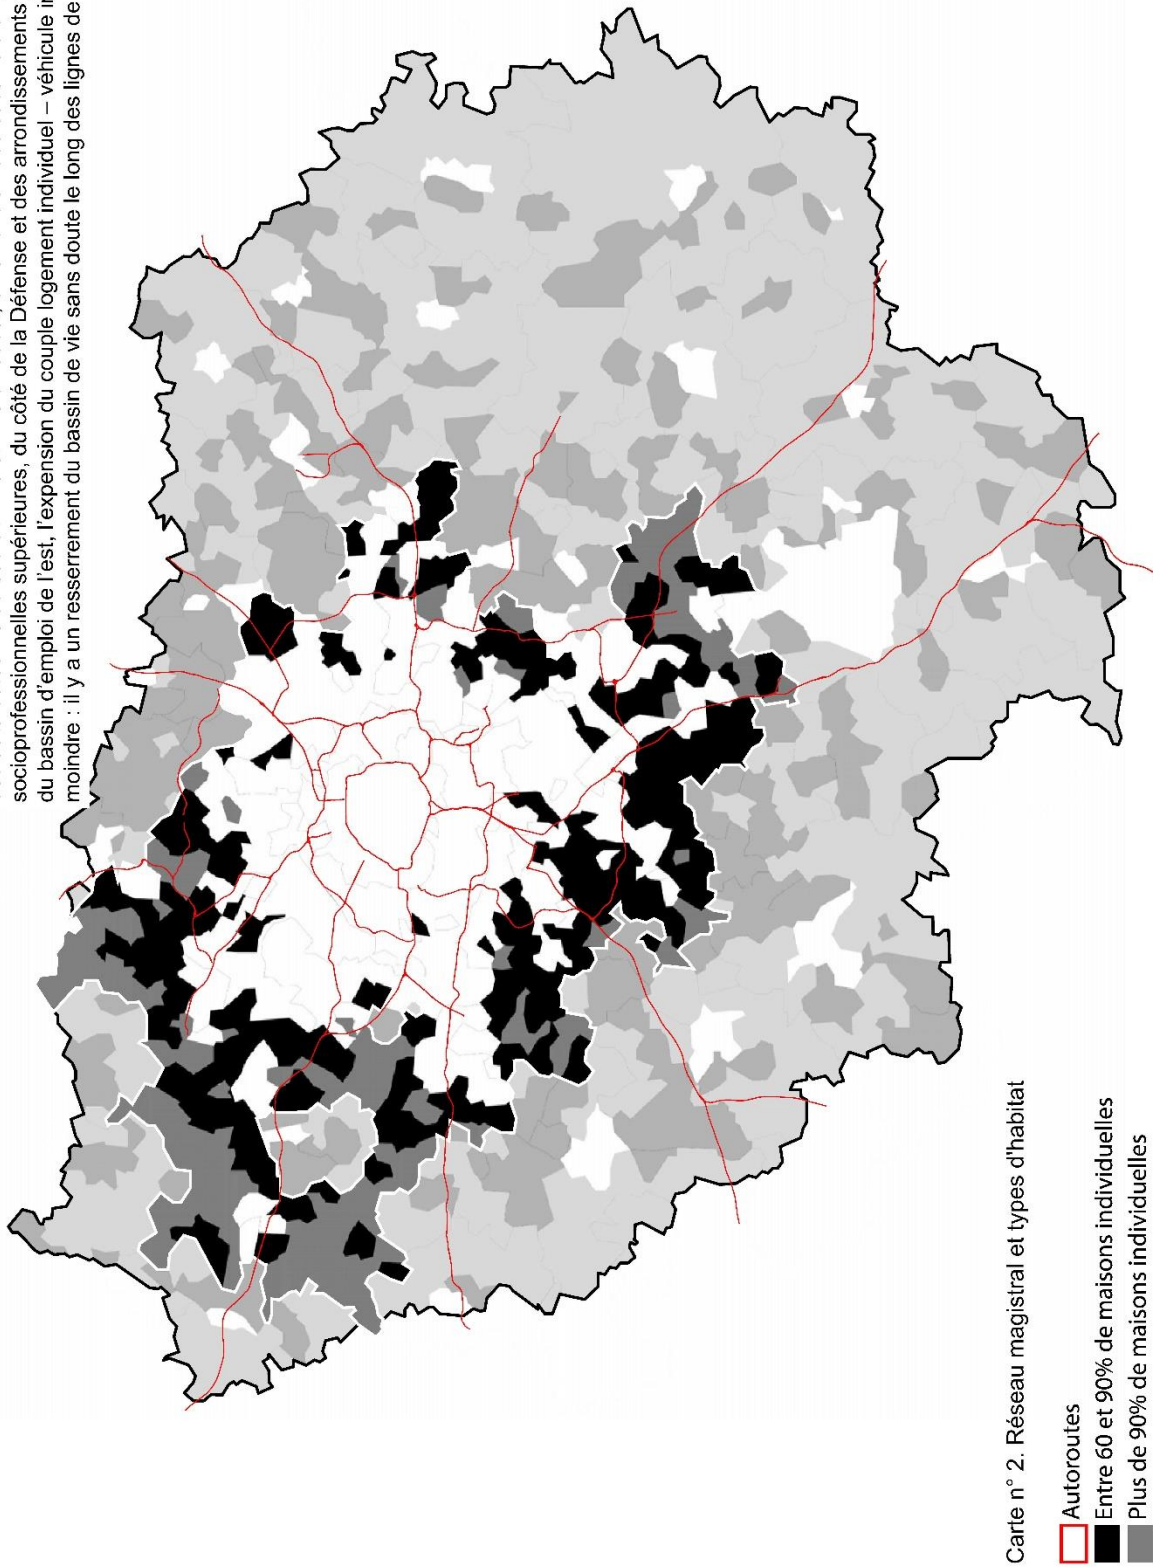 socioprofessionnelles supérieures, du côté de la Défense et des arrondissements
du bassin d'emploi de l'est, l'expension du couple logement individuel – véhicule
moindre : il y a un resserrement du bassin de vie sans doute le long des lignes de
Carte n° 2. Réseau magistral et types d'habitat
Autoroutes
Entre 60 et 90% de maisons individuelles
Plus de 90% de maisons individuelles